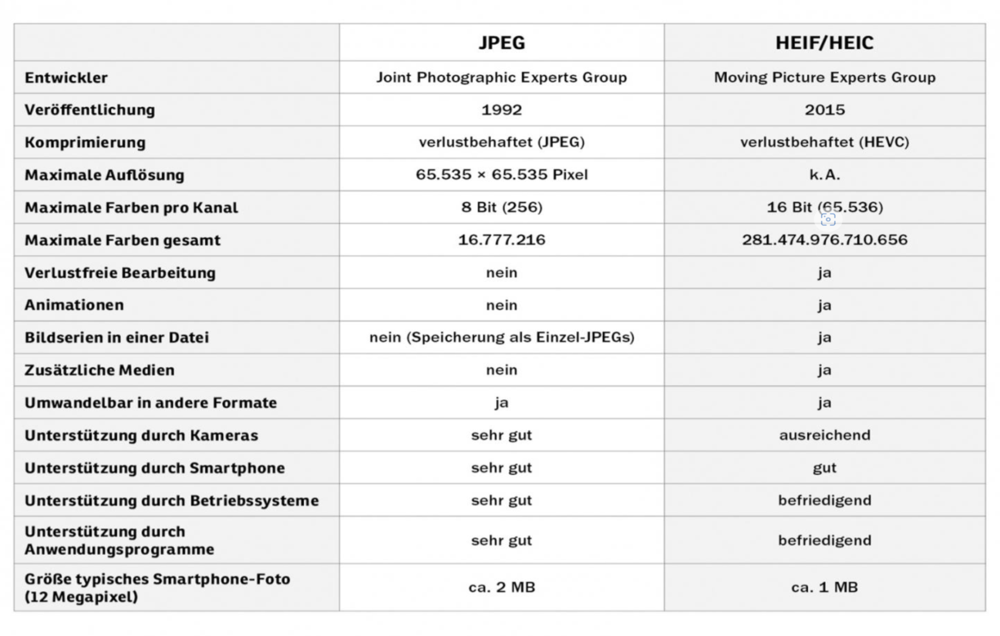 JPEG HEIF/HEIC
Entwickler Joint Photographic Experts Group Moving Picture Experts Group
Veröffentlichung 1992 2015
Komprimierung verlustbehaftet (JPEG) verlustbehaftet (HEVC)
Maximale Auflösung 65.535 × 65.535 Pixel k. A.
Maximale Farben pro Kanal 8 Bit (256) 16 Bit (65.536)
Maximale Farben gesamt 16.777.216 281.474.976.710.656
Verlustfreie Bearbeitung nein ja
Animationen nein ja
Bildserien in einer Datei nein (Speicherung als Einzel-JPEGs) ja
Zusätzliche Medien nein ja
Umwandelbar in andere Formate ja ja
Unterstützung durch Kameras sehr gut ausreichend
Unterstützung durch Smartphone sehr gut gut
Unterstützung durch Betriebssysteme sehr gut befriedigend
Unterstützung durch
Anwendungsprogramme sehr gut befriedigend
Größe typisches Smartphone-Foto
(12 Megapixel) ca. 2 MB ca. 1 MB